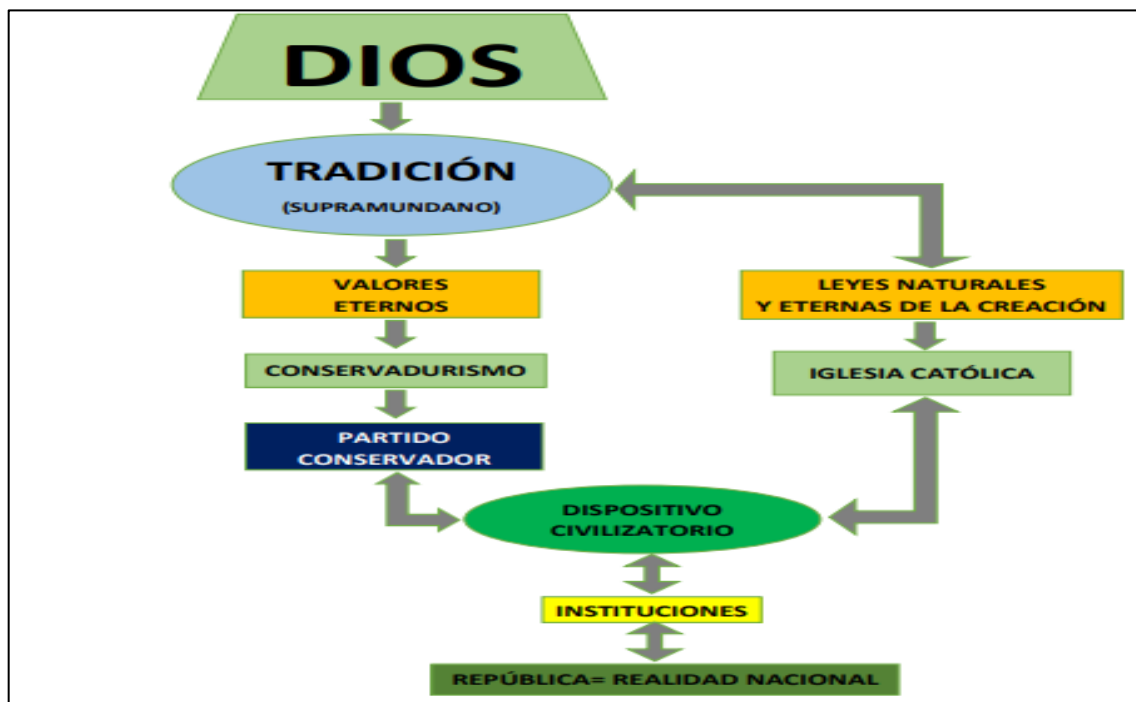 DIOS
TRADICIÓN
(SUPRAMUNDANO)
VALORES
ETERNOS
LEYES NATURALES
Y ETERNAS DE LA CREACIÓN
CONSERVADURISMO
IGLESIA CATÓLICA
PARTIDO
CONSERVADOR
DISPOSITIVO
CIVILIZATORIO
INSTITUCIONES
REPÚBLICA= REALIDAD NACIONAL